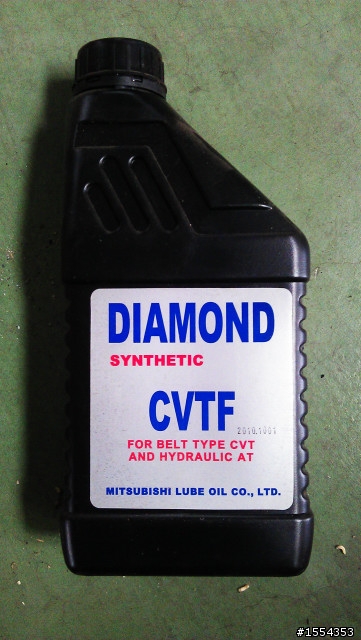 DIAMOND
SYNTHETIC
CVTF
FOR BELT TYPE CVT
AND HYDRAULIC AT
MITSUBISHI LUBE OIL CO., LTD.
#1554353